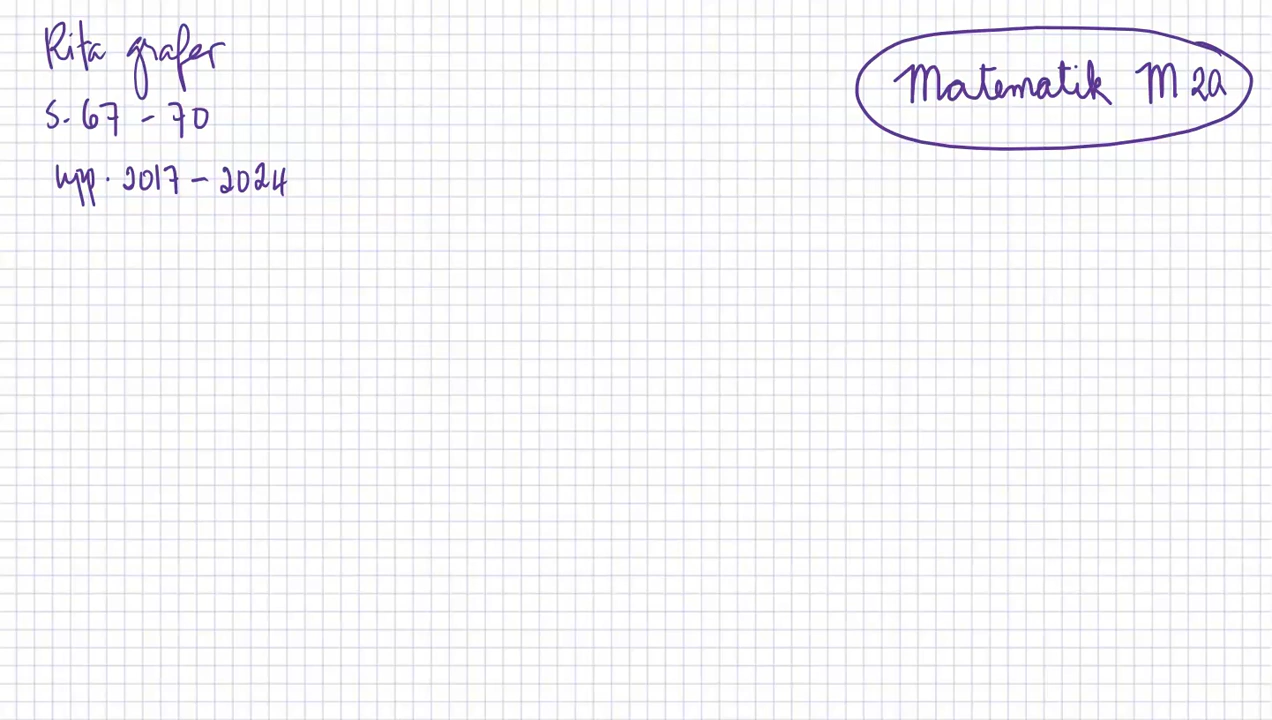 Rita grafer
S. 67 - 70
upp. 2017 - 2024
Matematik M 2a